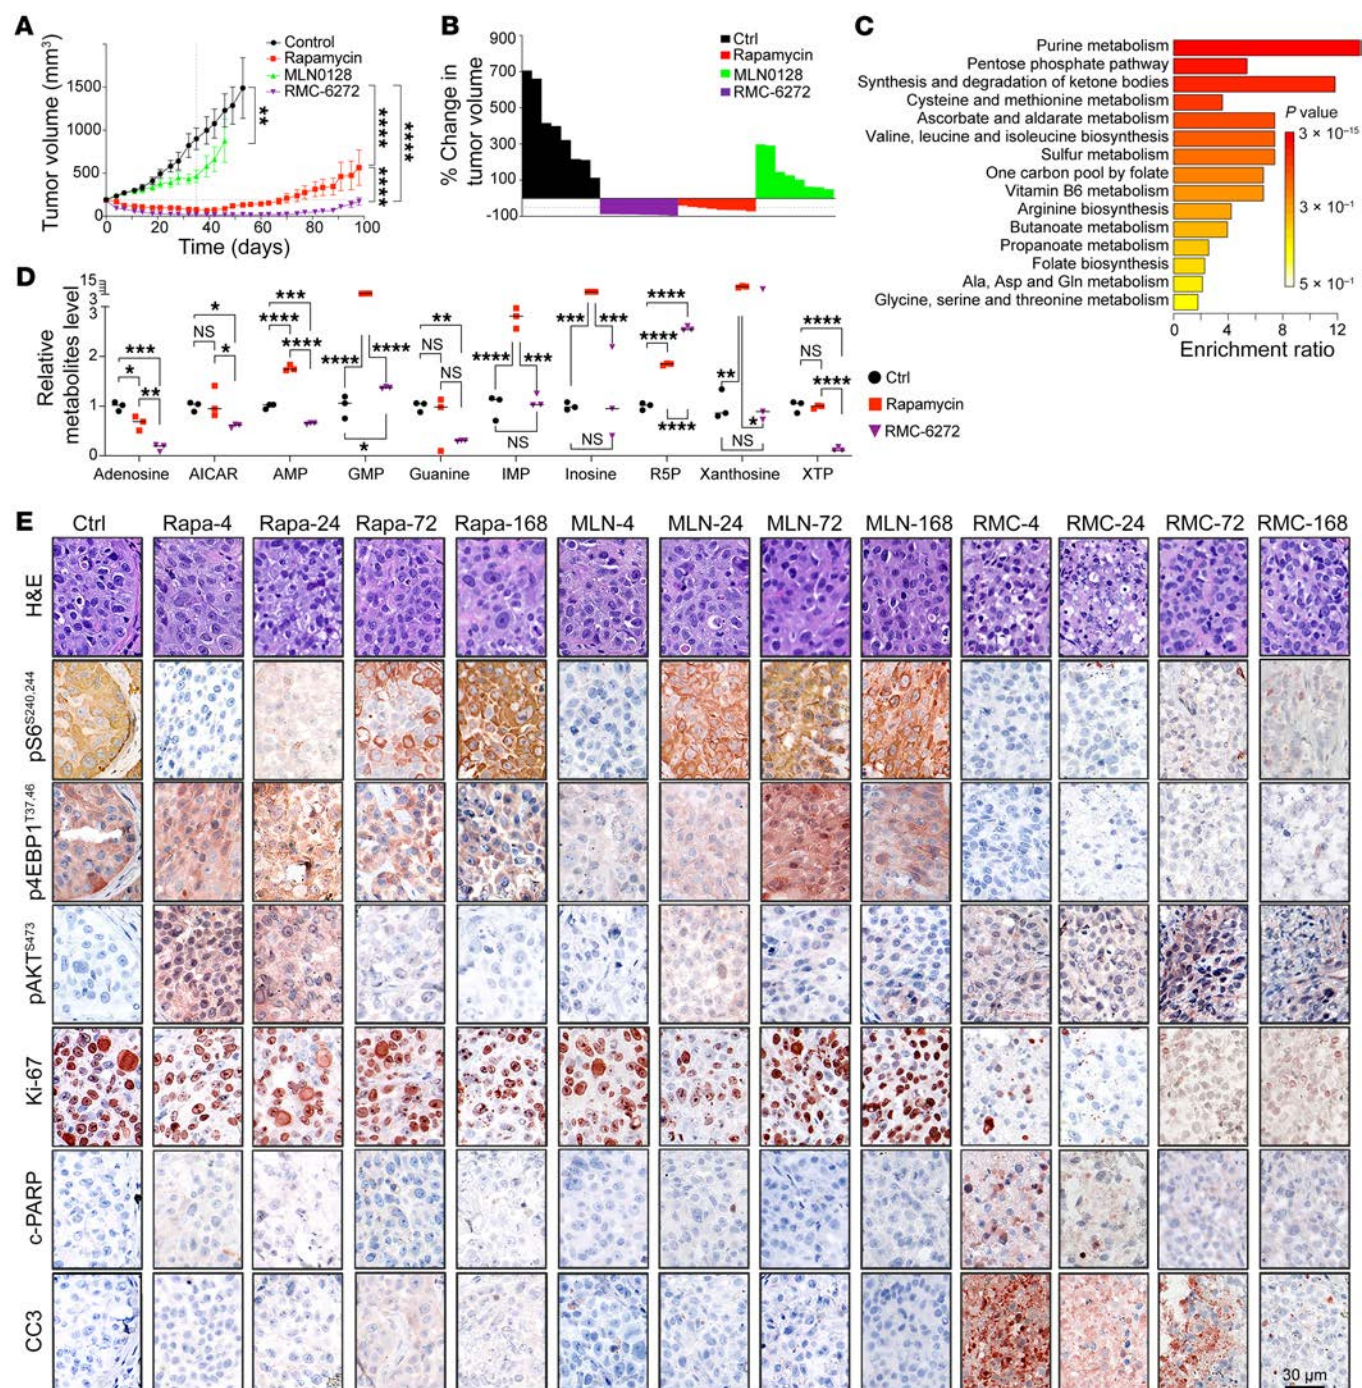 A
Tumor volume (mm³)
1500
1000
500
200
0
0 20 40 60 80 100
Time (days)
Control
Rapamycin
MLN0128
RMC-6272
**
****
****
****
B
% Change in
tumor volume
900
700
500
300
100
-100
Ctrl
Rapamycin
MLN0128
RMC-6272
C
Purine metabolism
Pentose phosphate pathway
Synthesis and degradation of ketone bodies
Cysteine and methionine metabolism
Ascorbate and aldarate metabolism
Valine, leucine and isoleucine biosynthesis
Sulfur metabolism
One carbon pool by folate
Vitamin B6 metabolism
Arginine biosynthesis
Butanoate metabolism
Propanoate metabolism
Folate biosynthesis
Ala, Asp and Gln metabolism
Glycine, serine and threonine metabolism
0 4 8 12
Enrichment ratio
P value
3 × 10⁻¹⁵
3 × 10⁻¹
5 × 10⁻¹
D
Relative
metabolites level
15
3
3
2
1
0
*** * **
NS * *
*** **** ****
**** **** *
** NS NS
**** *** NS
*** *** NS
**** **** ****
** * NS
**** NS ****
Adenosine AICAR AMP GMP Guanine IMP Inosine R5P Xanthosine XTP
Ctrl
Rapamycin
RMC-6272
E
Ctrl Rapa-4 Rapa-24 Rapa-72 Rapa-168 MLN-4 MLN-24 MLN-72 MLN-168 RMC-4 RMC-24 RMC-72 RMC-168
H&E
pS6S240,244
p4EBP1T37,46
pAKTS473
Ki-67
c-PARP
CC3
30 μm